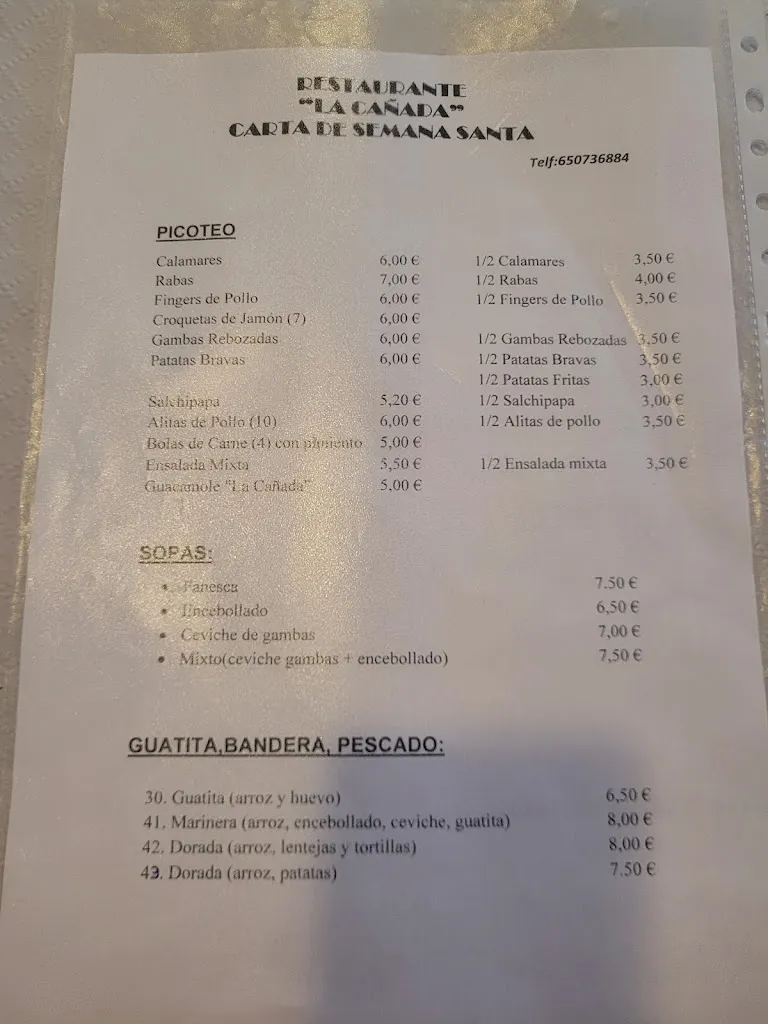 RESTAURANTE
"LA CAÑADA"
CARTA DE SEMANA SANTA
Telf:650736884
PICOTEO
Calamares 6,00 € 1/2 Calamares 3,50 €
Rabas 7,00 € 1/2 Rabas 4,00 €
Fingers de Pollo 6,00 € 1/2 Fingers de Pollo 3,50 €
Croquetas de Jamón (7) 6,00 €
Gambas Rebozadas 6,00 € 1/2 Gambas Rebozadas 3,50 €
Patatas Bravas 6,00 € 1/2 Patatas Bravas 3,50 €
1/2 Patatas Fritas 3,00 €
Salchipapa 5,20 € 1/2 Salchipapa 3,00 €
Alitas de Pollo (10) 6,00 € 1/2 Alitas de pollo 3,50 €
Bolas de Carne (4) con pimiento 5,00 €
Ensalada Mixta 5,50 € 1/2 Ensalada mixta 3,50 €
Guacamole "La Cañada" 5,00 €
SOPAS:
• Fanesca 7.50 €
• Encebollado 6,50 €
• Ceviche de gambas 7,00 €
• Mixto(ceviche gambas + encebollado) 7,50 €
GUATITA,BANDERA, PESCADO:
30. Guatita (arroz y huevo) 6,50 €
41. Marinera (arroz, encebollado, ceviche, guatita) 8,00 €
42. Dorada (arroz, lentejas y tortillas) 8,00 €
43. Dorada (arroz, patatas) 7.50 €